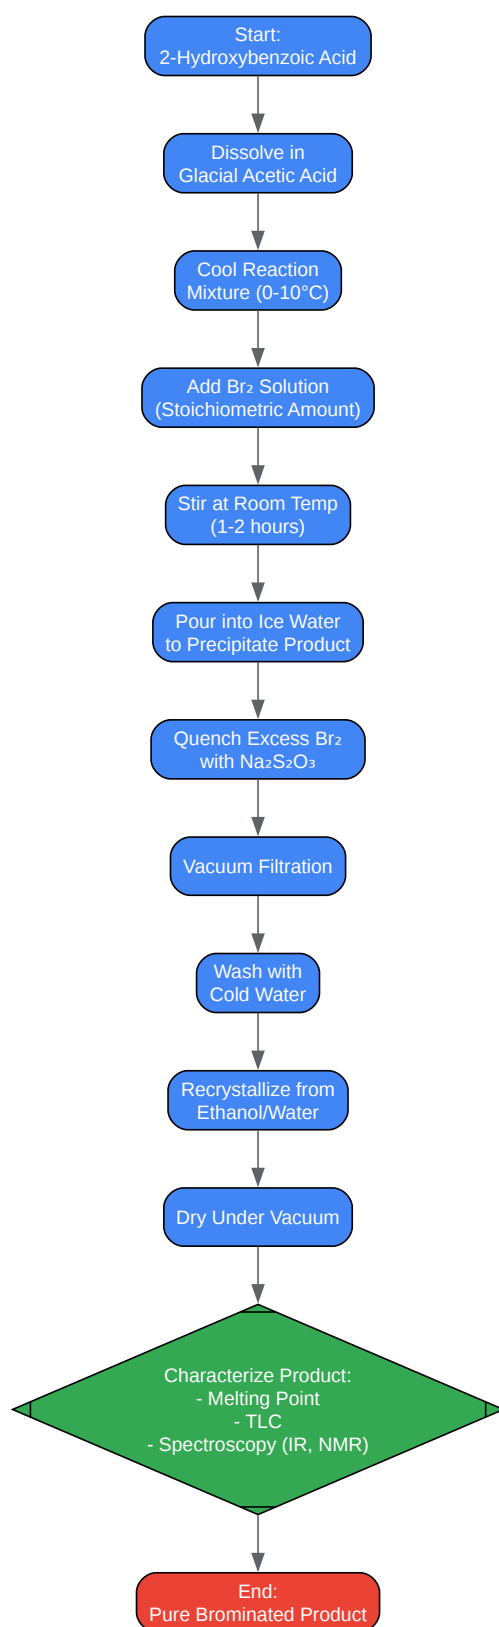 Start:
2-Hydroxybenzoic Acid
Dissolve in
Glacial Acetic Acid
Cool Reaction
Mixture (0-10°C)
Add Br₂ Solution
(Stoichiometric Amount)
Stir at Room Temp
(1-2 hours)
Pour into Ice Water
to Precipitate Product
Quench Excess Br₂
with Na₂S₂O₃
Vacuum Filtration
Wash with
Cold Water
Recrystallize from
Ethanol/Water
Dry Under Vacuum
Characterize Product:
- Melting Point
- TLC
- Spectroscopy (IR, NMR)
End:
Pure Brominated Product